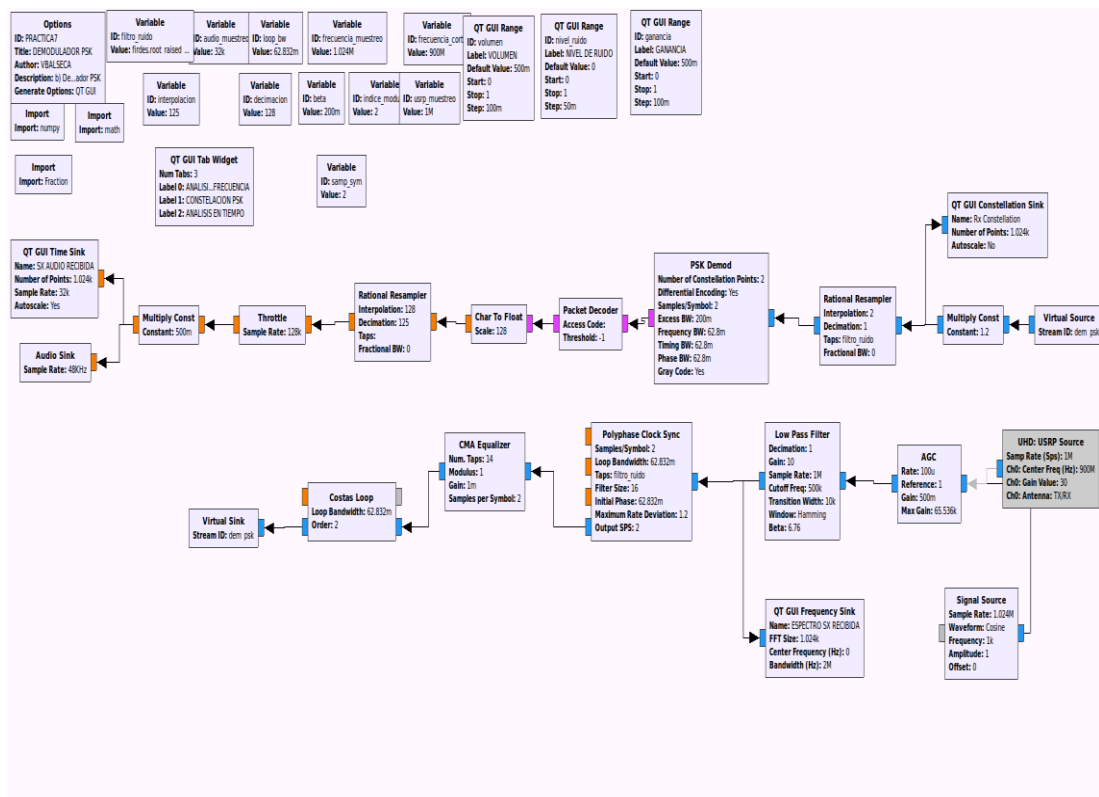 Options
ID: PRACTICA7
Title: DEMODULADOR PSK
Author: VBALSECA
Description: b) De...ador PSK
Generate Options: QT GUI
Variable
ID: filtro_ruido
Value: firdes.root_raised_...
Variable
ID: audio_muestreo
Value: 32k
Variable
ID: loop_bw
Value: 62.832m
Variable
ID: frecuencia_muestreo
Value: 1.024M
Variable
ID: frecuencia_cort
Value: 900M
QT GUI Range
ID: volumen
Label: VOLUMEN
Default Value: 500m
Start: 0
Stop: 1
Step: 100m
QT GUI Range
ID: nivel_ruido
Label: NIVEL DE RUIDO
Default Value: 0
Start: 0
Stop: 1
Step: 50m
QT GUI Range
ID: ganancia
Label: GANANCIA
Default Value: 500m
Start: 0
Stop: 1
Step: 100m
Import
Import: numpy
Import
Import: math
Variable
ID: interpolacion
Value: 125
Variable
ID: decimacion
Value: 128
Variable
ID: beta
Value: 200m
Variable
ID: indice_modu
Value: 2
Variable
ID: usrp_muestreo
Value: 1M
Import
Import: Fraction
QT GUI Tab Widget
Num Tabs: 3
Label 0: ANALISI...FRECUENCIA
Label 1: CONSTELACION PSK
Label 2: ANALISIS EN TIEMPO
Variable
ID: samp_sym
Value: 2
QT GUI Constellation Sink
Name: Rx Constellation
Number of Points: 1.024k
Autoscale: No
QT GUI Time Sink
Name: SX AUDIO RECIBIDA
Number of Points: 1.024k
Sample Rate: 32k
Autoscale: Yes
Audio Sink
Sample Rate: 48KHz
Multiply Const
Constant: 500m
Throttle
Sample Rate: 128k
Rational Resampler
Interpolation: 128
Decimation: 125
Taps:
Fractional BW: 0
Char To Float
Scale: 128
Packet Decoder
Access Code:
Threshold: -1
PSK Demod
Number of Constellation Points: 2
Differential Encoding: Yes
Samples/Symbol: 2
Excess BW: 200m
Frequency BW: 62.8m
Timing BW: 62.8m
Phase BW: 62.8m
Gray Code: Yes
Rational Resampler
Interpolation: 2
Decimation: 1
Taps: filtro_ruido
Fractional BW: 0
Multiply Const
Constant: 1.2
Virtual Source
Stream ID: dem_psk
Virtual Sink
Stream ID: dem_psk
Costas Loop
Loop Bandwidth: 62.832m
Order: 2
CMA Equalizer
Num. Taps: 14
Modulus: 1
Gain: 1m
Samples per Symbol: 2
Polyphase Clock Sync
Samples/Symbol: 2
Loop Bandwidth: 62.832m
Taps: filtro_ruido
Filter Size: 16
Initial Phase: 62.832m
Maximum Rate Deviation: 1.2
Output SPS: 2
Low Pass Filter
Decimation: 1
Gain: 10
Sample Rate: 1M
Cutoff Freq: 500k
Transition Width: 10k
Window: Hamming
Beta: 6.76
AGC
Rate: 100u
Reference: 1
Gain: 500m
Max Gain: 65.536k
UHD: USRP Source
Samp Rate (Sps): 1M
Ch0: Center Freq (Hz): 900M
Ch0: Gain Value: 30
Ch0: Antenna: TX/RX
QT GUI Frequency Sink
Name: ESPECTRO SX RECIBIDA
FFT Size: 1.024k
Center Frequency (Hz): 0
Bandwidth (Hz): 2M
Signal Source
Sample Rate: 1.024M
Waveform: Cosine
Frequency: 1k
Amplitude: 1
Offset: 0